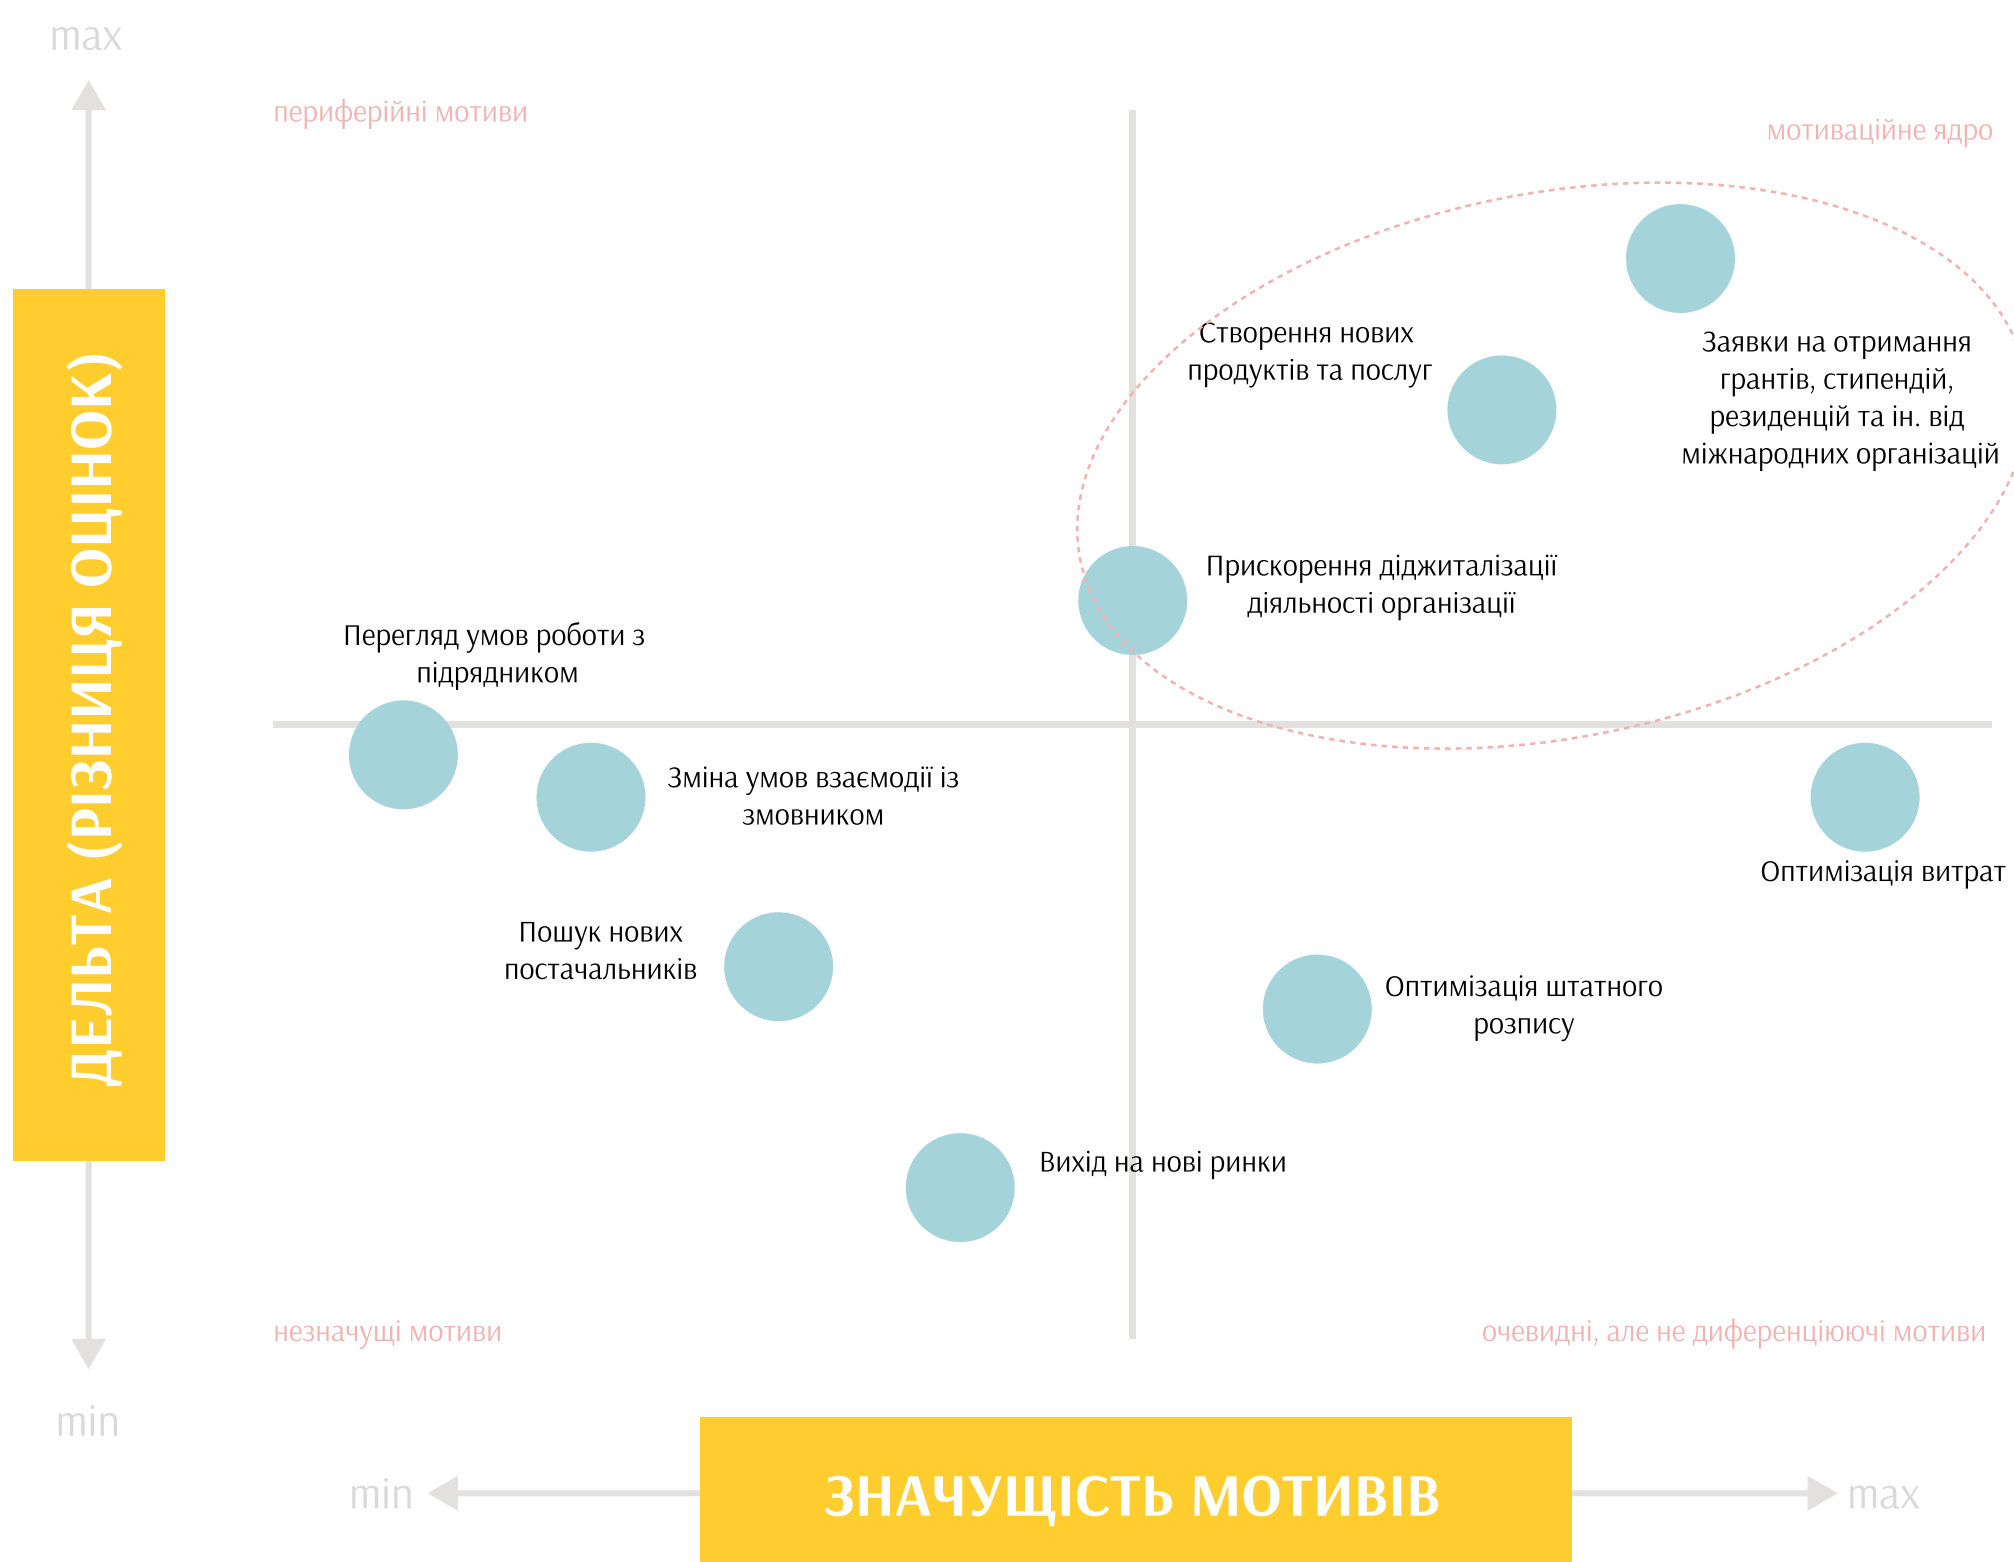 max
периферійні мотиви
мотиваційне ядро
Створення нових
продуктів та послуг
Заявки на отримання
грантів, стипендій,
резиденцій та ін. від
міжнародних організацій
Прискорення діджиталізації
діяльності організації
Перегляд умов роботи з
підрядником
Зміна умов взаємодії із
змовником
Оптимізація витрат
Пошук нових
постачальників
Оптимізація штатного
розпису
Вихід на нові ринки
ДЕЛЬТА (РІЗНИЦЯ ОЦІНОК)
незначущі мотиви
очевидні, але не диференціюючі мотиви
min
min
ЗНАЧУЩІСТЬ МОТИВІВ
max